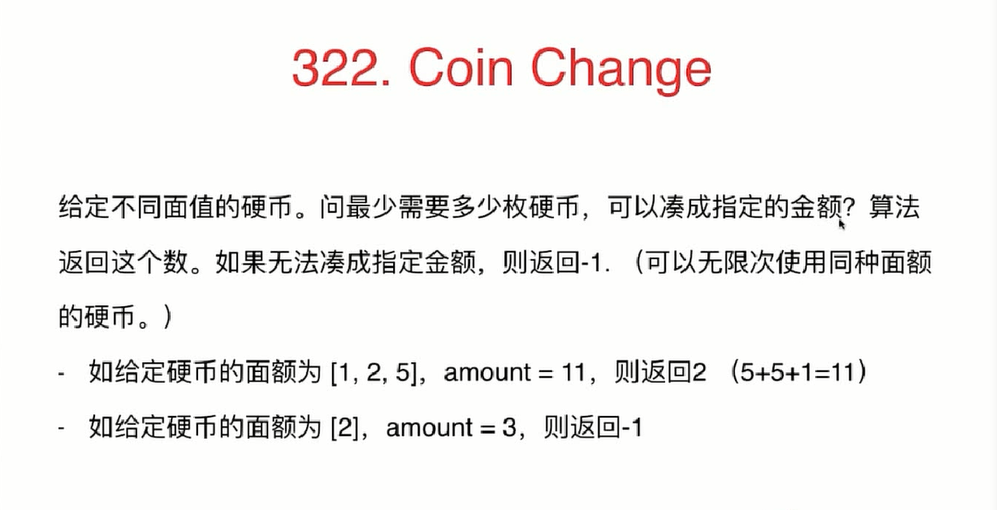 322. Coin Change
给定不同面值的硬币。问最少需要多少枚硬币，可以凑成指定的金额？算法
返回这个数。如果无法凑成指定金额，则返回-1. （可以无限次使用同种面额
的硬币。）
- 如给定硬币的面额为 [1, 2, 5]，amount = 11，则返回2 （5+5+1=11）
- 如给定硬币的面额为 [2]，amount = 3，则返回-1